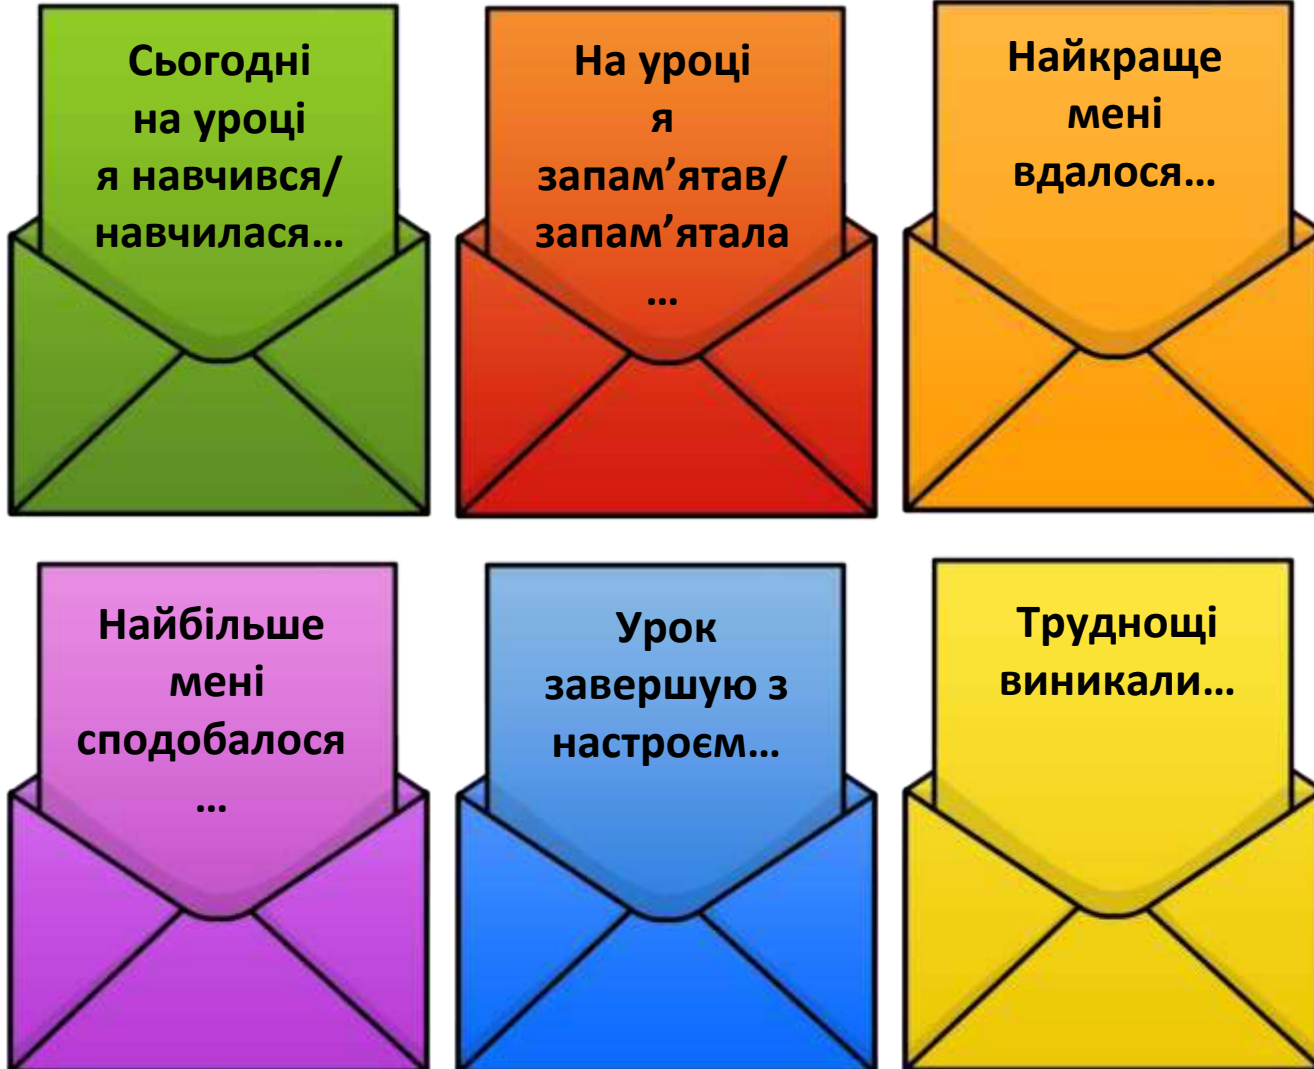 Сьогодні
на уроці
я навчився/
навчилася…
На уроці
я
запам’ятав/
запам’ятала
…
Найкраще
мені
вдалося…
Найбільше
мені
сподобалося
…
Урок
завершую з
настроєм…
Труднощі
виникали…